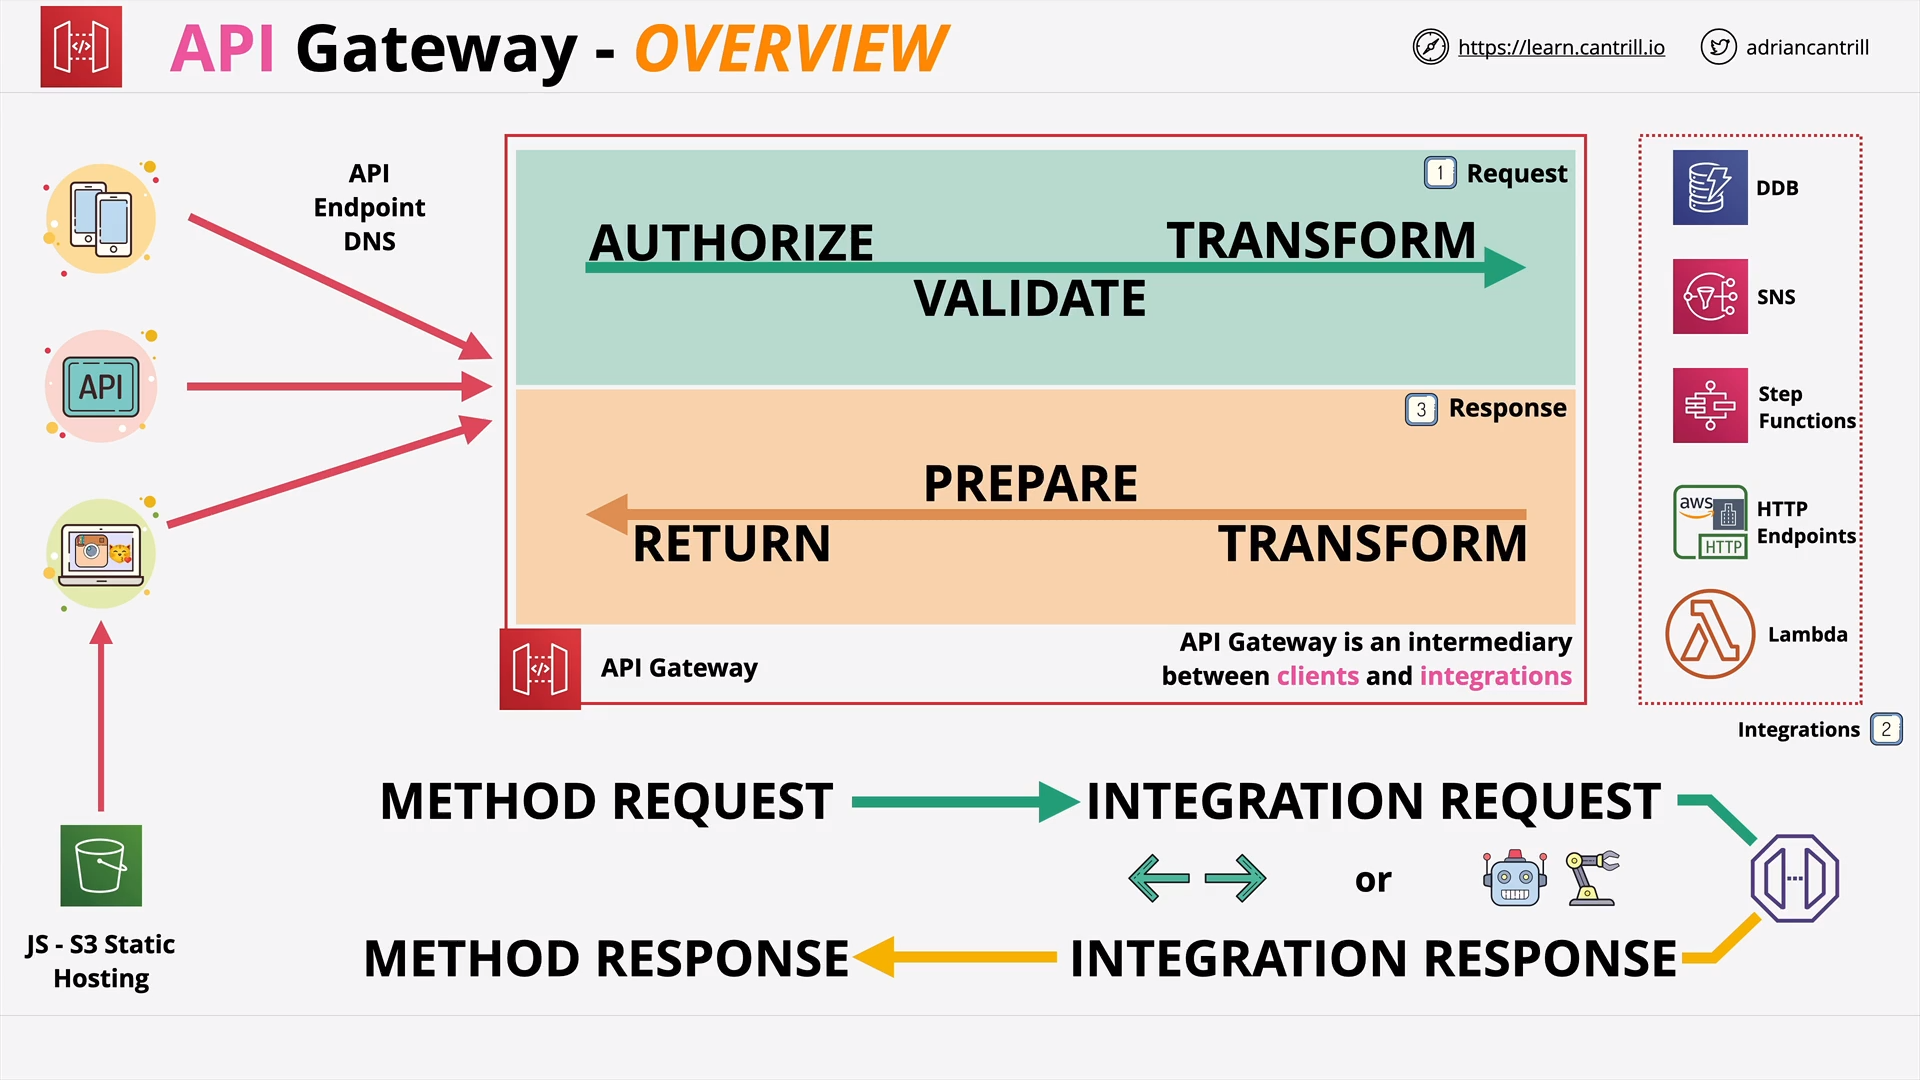 API Gateway - OVERVIEW
https://learn.cantrill.io
adriancantrill
API
Endpoint
DNS
1 Request
AUTHORIZE
TRANSFORM
VALIDATE
3 Response
PREPARE
RETURN
TRANSFORM
API Gateway
API Gateway is an intermediary
between clients and integrations
API
DDB
SNS
Step
Functions
aws
HTTP
HTTP
Endpoints
Lambda
Integrations 2
METHOD REQUEST
INTEGRATION REQUEST
or
METHOD RESPONSE
INTEGRATION RESPONSE
JS - S3 Static
Hosting